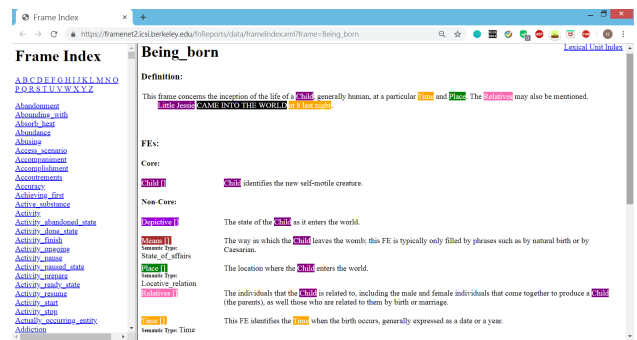 Frame Index
https://framenet2.icsi.berkeley.edu/fnReports/data/frameIndex.xml?frame=Being_born
Frame Index
A B C D E F G H I J K L M N O
P Q R S T U V W X Y Z
Abandonment
Abounding_with
Absorb_heat
Abundance
Abusing
Access_scenario
Accompaniment
Accomplishment
Accoutrements
Accuracy
Achieving_first
Active_substance
Activity
Activity_abandoned_state
Activity_done_state
Activity_finish
Activity_ongoing
Activity_pause
Activity_paused_state
Activity_prepare
Activity_ready_state
Activity_resume
Activity_start
Activity_stop
Actually_occurring_entity
Addiction
Lexical Unit Index
Being_born
Definition:
This frame concerns the inception of the life of a Child, generally human, at a particular Time and Place. The Relatives may also be mentioned.
Little Jessie CAME INTO THE WORLD at 8 last night.
FEs:
Core:
Child [] Child identifies the new self-motile creature.
Non-Core:
Depictive [] The state of the Child as it enters the world.
Means [] The way in which the Child leaves the womb; this FE is typically only filled by phrases such as by natural birth or by
Semantic Type: Caesarian.
State_of_affairs
Place [] The location where the Child enters the world.
Semantic Type:
Locative_relation
Relatives [] The individuals that the Child is related to, including the male and female individuals that come together to produce a Child
(the parents), as well those who are related to them by birth or marriage.
Time [] This FE identifies the Time when the birth occurs, generally expressed as a date or a year.
Semantic Type: Time